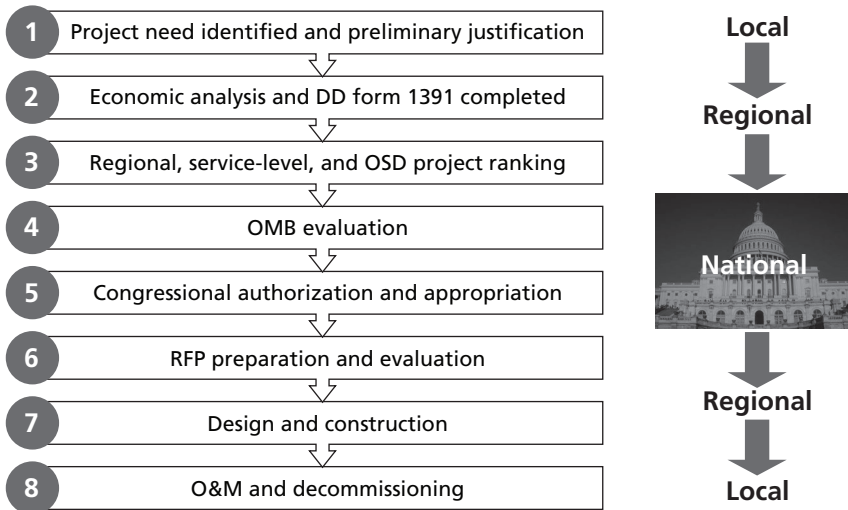 1 Project need identified and preliminary justification
2 Economic analysis and DD form 1391 completed
3 Regional, service-level, and OSD project ranking
4 OMB evaluation
5 Congressional authorization and appropriation
6 RFP preparation and evaluation
7 Design and construction
8 O&M and decommissioning
Local
Regional
National
Regional
Local